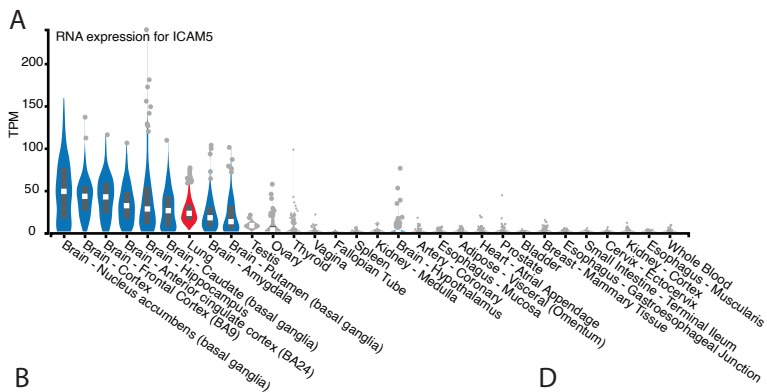 A
RNA expression for ICAM5
TPM
200
150
100
50
0
Brain - Nucleus accumbens (basal ganglia)
Brain - Cortex
Brain - Frontal Cortex (BA9)
Brain - Anterior cingulate cortex (BA24)
Brain - Hippocampus
Brain - Caudate (basal ganglia)
Lung
Brain - Amygdala
Brain - Putamen (basal ganglia)
Testis
Ovary
Thyroid
Vagina
Fallopian Tube
Spleen
Kidney - Medulla
Brain - Hypothalamus
Artery - Coronary
Esophagus - Mucosa
Adipose - Visceral (Omentum)
Heart - Atrial Appendage
Prostate
Bladder
Breast - Mammary Tissue
Esophagus - Gastroesophageal Junction
Small Intestine - Terminal Ileum
Cervix - Ectocervix
Kidney - Cortex
Esophagus - Muscularis
Whole Blood
B
D